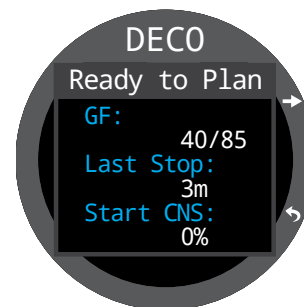 DECO
Ready to Plan
GF:
40/85
Last Stop:
3m
Start CNS:
0%